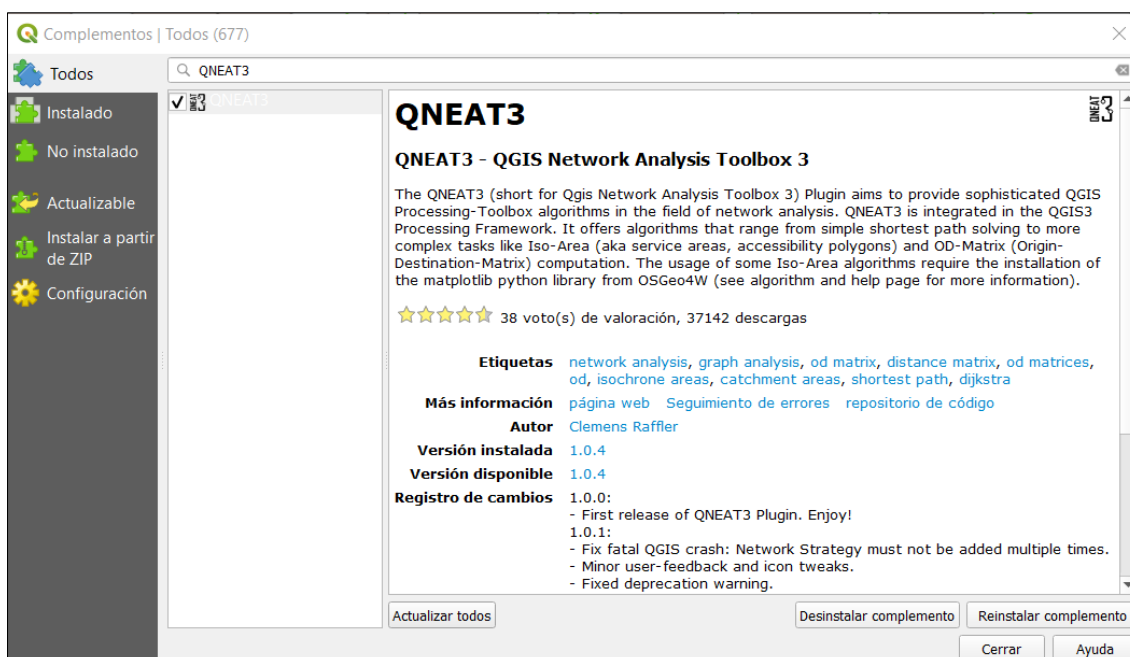 Complementos | Todos (677)
Todos
QNEAT3
Instalado
No instalado
Actualizable
Instalar a partir
de ZIP
Configuración
QNEAT3
QNEAT3
QNEAT3
QNEAT3 - QGIS Network Analysis Toolbox 3
The QNEAT3 (short for Qgis Network Analysis Toolbox 3) Plugin aims to provide sophisticated QGIS
Processing-Toolbox algorithms in the field of network analysis. QNEAT3 is integrated in the QGIS3
Processing Framework. It offers algorithms that range from simple shortest path solving to more
complex tasks like Iso-Area (aka service areas, accessibility polygons) and OD-Matrix (Origin-
Destination-Matrix) computation. The usage of some Iso-Area algorithms require the installation of
the matplotlib python library from OSGeo4W (see algorithm and help page for more information).
38 voto(s) de valoración, 37142 descargas
Etiquetas network analysis, graph analysis, od matrix, distance matrix, od matrices,
od, isochrone areas, catchment areas, shortest path, dijkstra
Más información página web Seguimiento de errores repositorio de código
Autor Clemens Raffler
Versión instalada 1.0.4
Versión disponible 1.0.4
Registro de cambios 1.0.0:
- First release of QNEAT3 Plugin. Enjoy!
1.0.1:
- Fix fatal QGIS crash: Network Strategy must not be added multiple times.
- Minor user-feedback and icon tweaks.
- Fixed deprecation warning.
Actualizar todos Desinstalar complemento Reinstalar complemento
Cerrar Ayuda